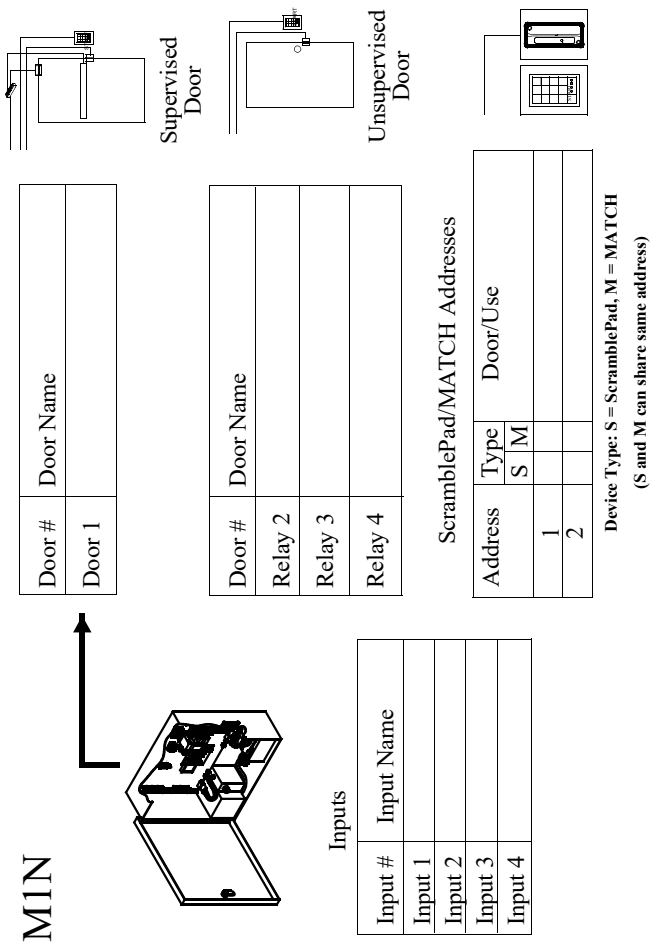 M1N
Door # Door Name
Door 1
Supervised
Door
Door # Door Name
Relay 2
Relay 3
Relay 4
Unsupervised
Door
Inputs
Input # Input Name
Input 1
Input 2
Input 3
Input 4
ScramblePad/MATCH Addresses
Address Type Door/Use
S M
1
2
Device Type: S = ScramblePad, M = MATCH
(S and M can share same address)